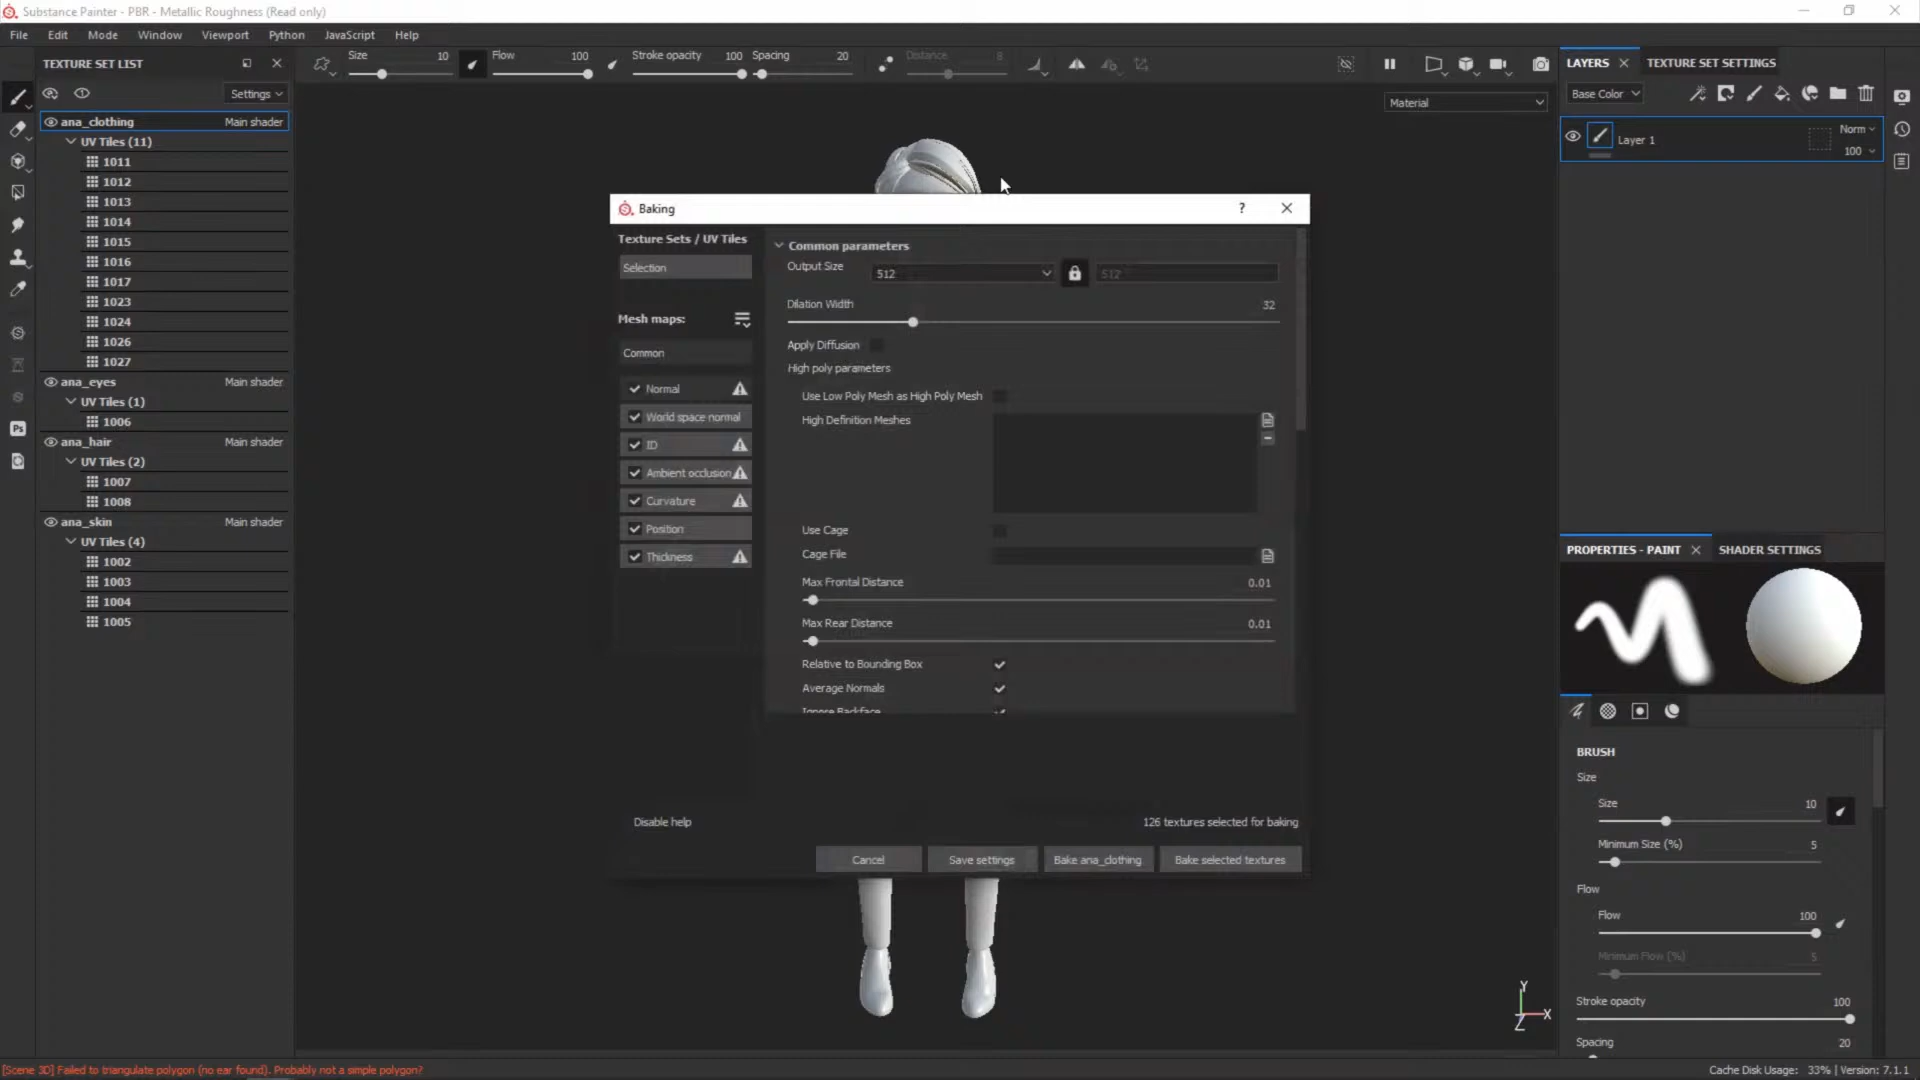 Substance Painter - PBR - Metallic Roughness (Read only)
File Edit Mode Window Viewport Python JavaScript Help
TEXTURE SET LIST
Settings
ana_clothing Main shader
UV Tiles (11)
1011
1012
1013
1014
1015
1016
1017
1023
1024
1026
1027
ana_eyes Main shader
UV Tiles (1)
1006
ana_hair Main shader
UV Tiles (2)
1007
1008
ana_skin Main shader
UV Tiles (4)
1002
1003
1004
1005
Ps
Size 10 Flow 100 Stroke opacity 100 Spacing 20 Distance 8
Material
Baking ?
Texture Sets / UV Tiles
Selection
Mesh maps:
Common
Normal
World space normal
ID
Ambient occlusion
Curvature
Position
Thickness
Common parameters
Output Size 512 512
Dilation Width 32
Apply Diffusion
High poly parameters
Use Low Poly Mesh as High Poly Mesh
High Definition Meshes
Use Cage
Cage File
Max Frontal Distance 0.01
Max Rear Distance 0.01
Relative to Bounding Box
Average Normals
Ignore Backface
Disable help
126 textures selected for baking
Cancel Save settings Bake ana_clothing Bake selected textures
Y
X
Z
LAYERS TEXTURE SET SETTINGS
Base Color
Layer 1 Norm
100
PROPERTIES - PAINT SHADER SETTINGS
BRUSH
Size
Size 10
Minimum Size (%) 5
Flow
Flow 100
Minimum Flow (%) 5
Stroke opacity 100
Spacing 20
[Scene 3D] Failed to triangulate polygon (no ear found). Probably not a simple polygon?
Cache Disk Usage: 33% | Version: 7.1.1